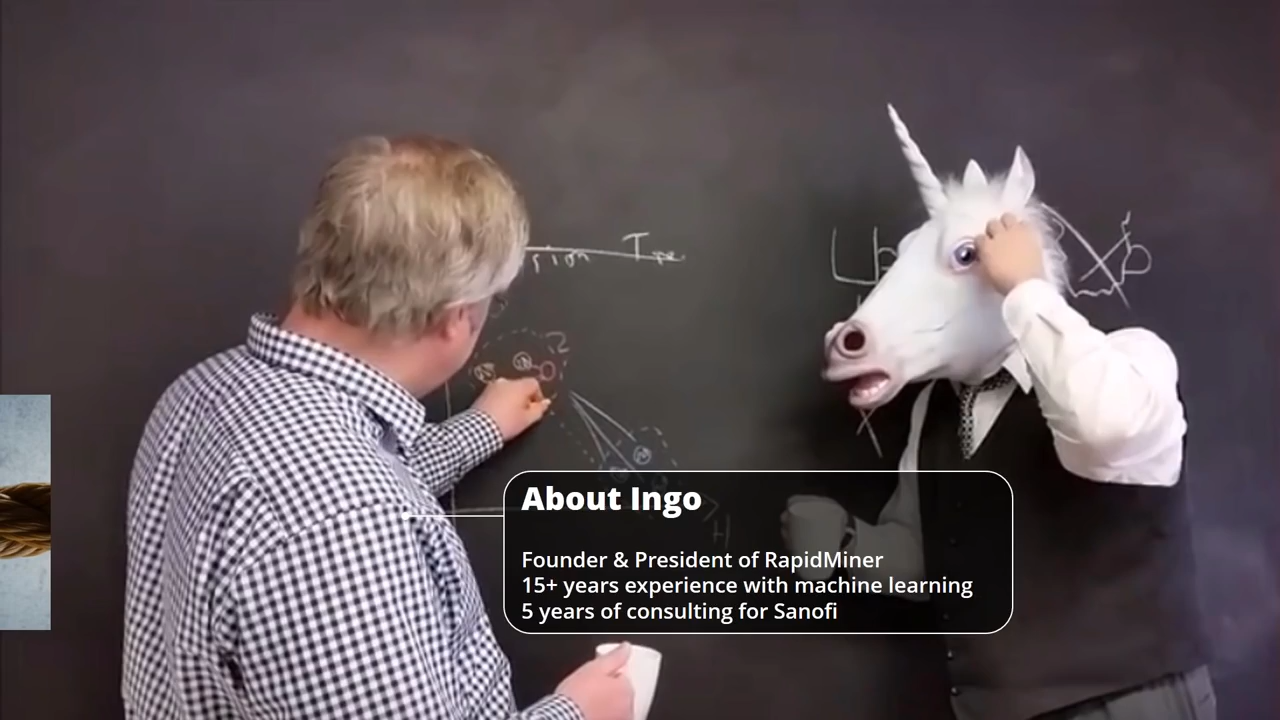 About Ingo
Founder & President of RapidMiner
15+ years experience with machine learning
5 years of consulting for Sanofi